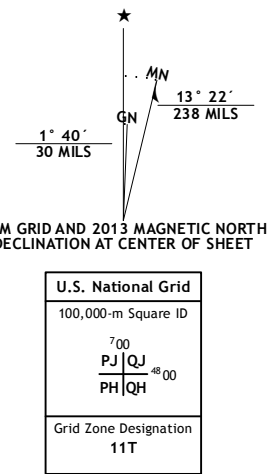 ★
MN
GN
13° 22´
238 MILS
1° 40´
30 MILS
M GRID AND 2013 MAGNETIC NORTH
DECLINATION AT CENTER OF SHEET
U.S. National Grid
100,000-m Square ID
⁷00
PJ QJ
⁴⁸00
PH QH
Grid Zone Designation
11T